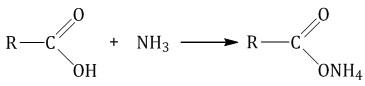 O O
R C + NH₃ R C
OH ONH₄